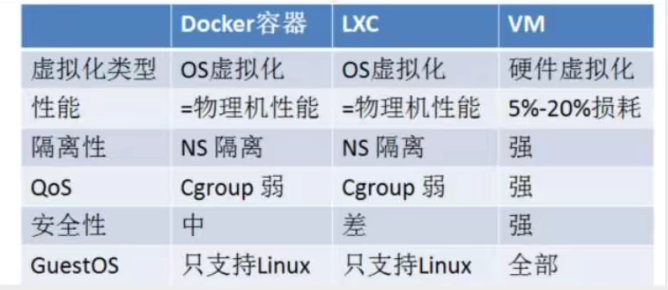 Docker容器 LXC VM
虚拟化类型 OS虚拟化 OS虚拟化 硬件虚拟化
性能 =物理机性能 =物理机性能 5%-20%损耗
隔离性 NS 隔离 NS 隔离 强
QoS Cgroup 弱 Cgroup 弱 强
安全性 中 差 强
GuestOS 只支持Linux 只支持Linux 全部